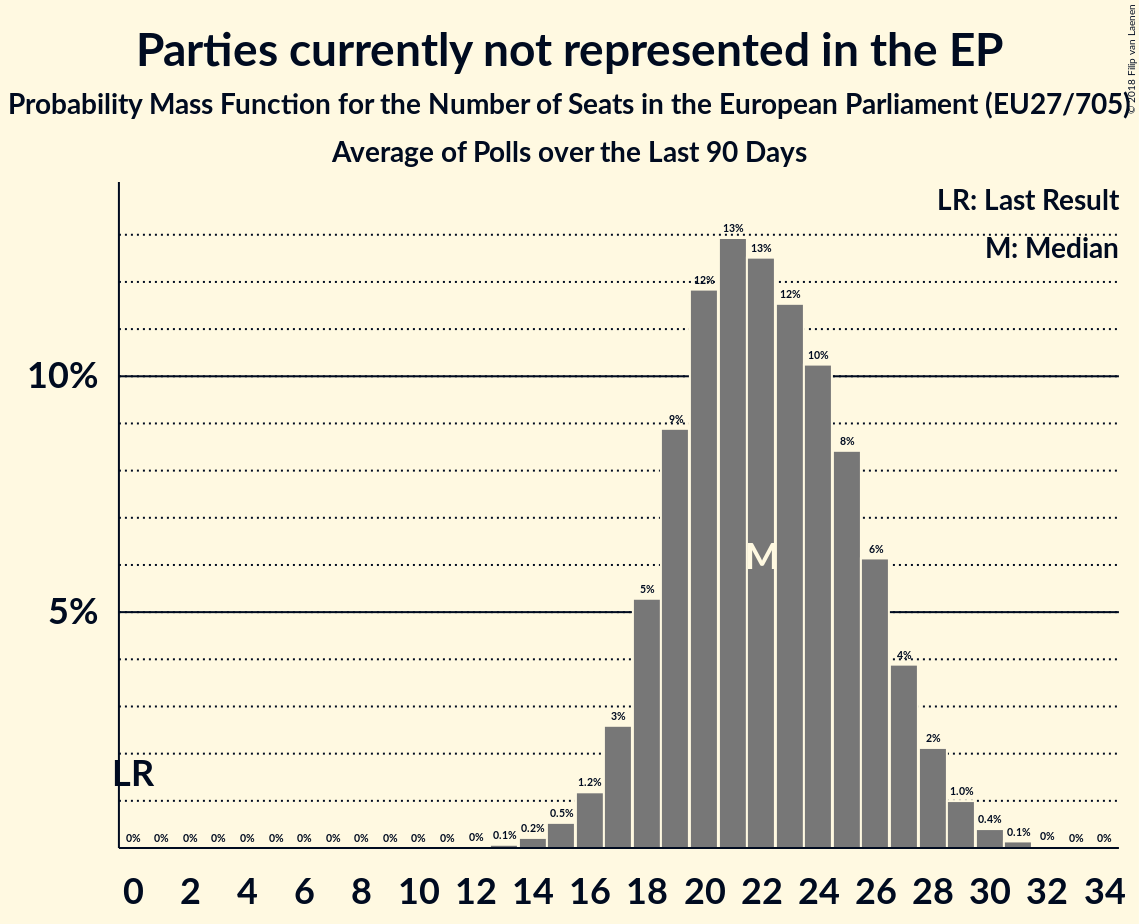 Parties currently not represented in the EP
Probability Mass Function for the Number of Seats in the European Parliament (EU27/705)
Average of Polls over the Last 90 Days
© 2018 Filip van Laenen
LR: Last Result
M: Median
10%
5%
LR
M
0% 0% 0% 0% 0% 0% 0% 0% 0% 0% 0% 0% 0% 0.1% 0.2% 0.5% 1.2% 3% 5% 9% 12% 13% 13% 12% 10% 8% 6% 4% 2% 1.0% 0.4% 0.1% 0% 0% 0%
0 2 4 6 8 10 12 14 16 18 20 22 24 26 28 30 32 34